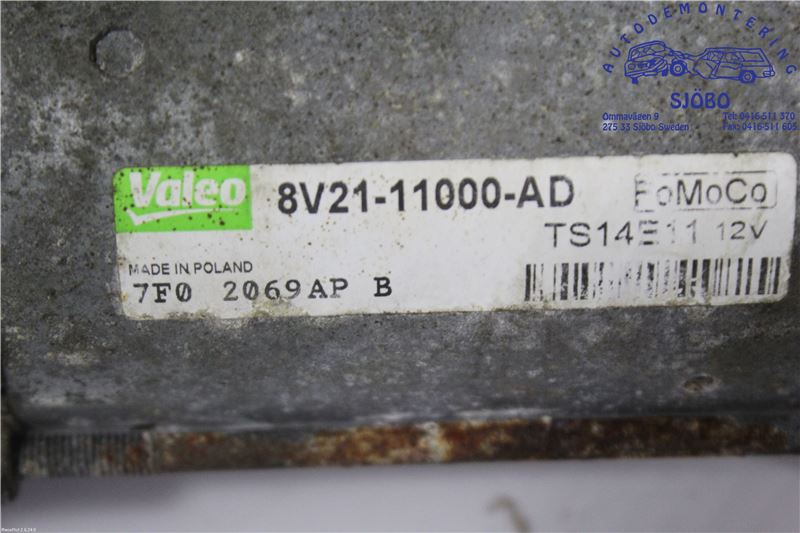 AUTODEMONTERING
SJÖBO
Ommavägen 9 Tel: 0416-511 370
275 33 Sjöbo Sweden Fax: 0416-511 605
Valeo 8V21-11000-AD FoMoCo
TS14E11 12V
MADE IN POLAND
7F0 2069AP B